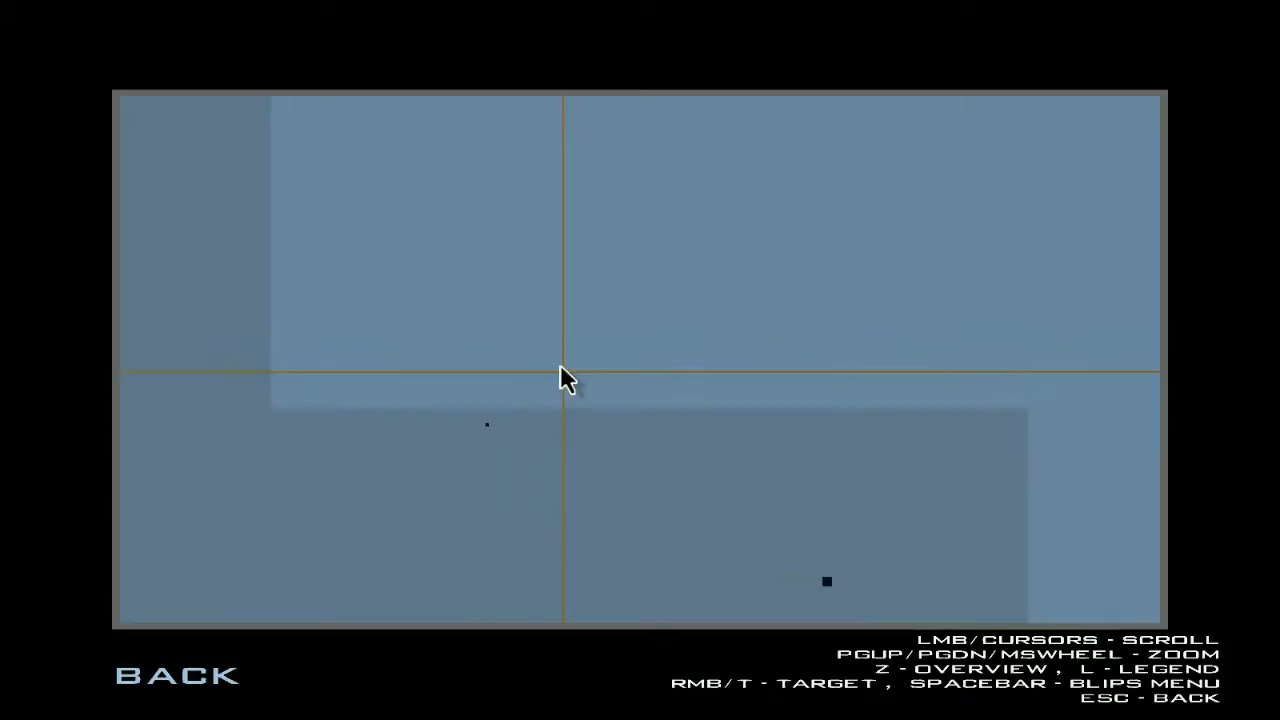 LMB/CURSORS - SCROLL
PGUP/PGDN/MSWHEEL - ZOOM
Z - OVERVIEW , L - LEGEND
RMB/T - TARGET , SPACEBAR - BLIPS MENU
ESC - BACK
BACK